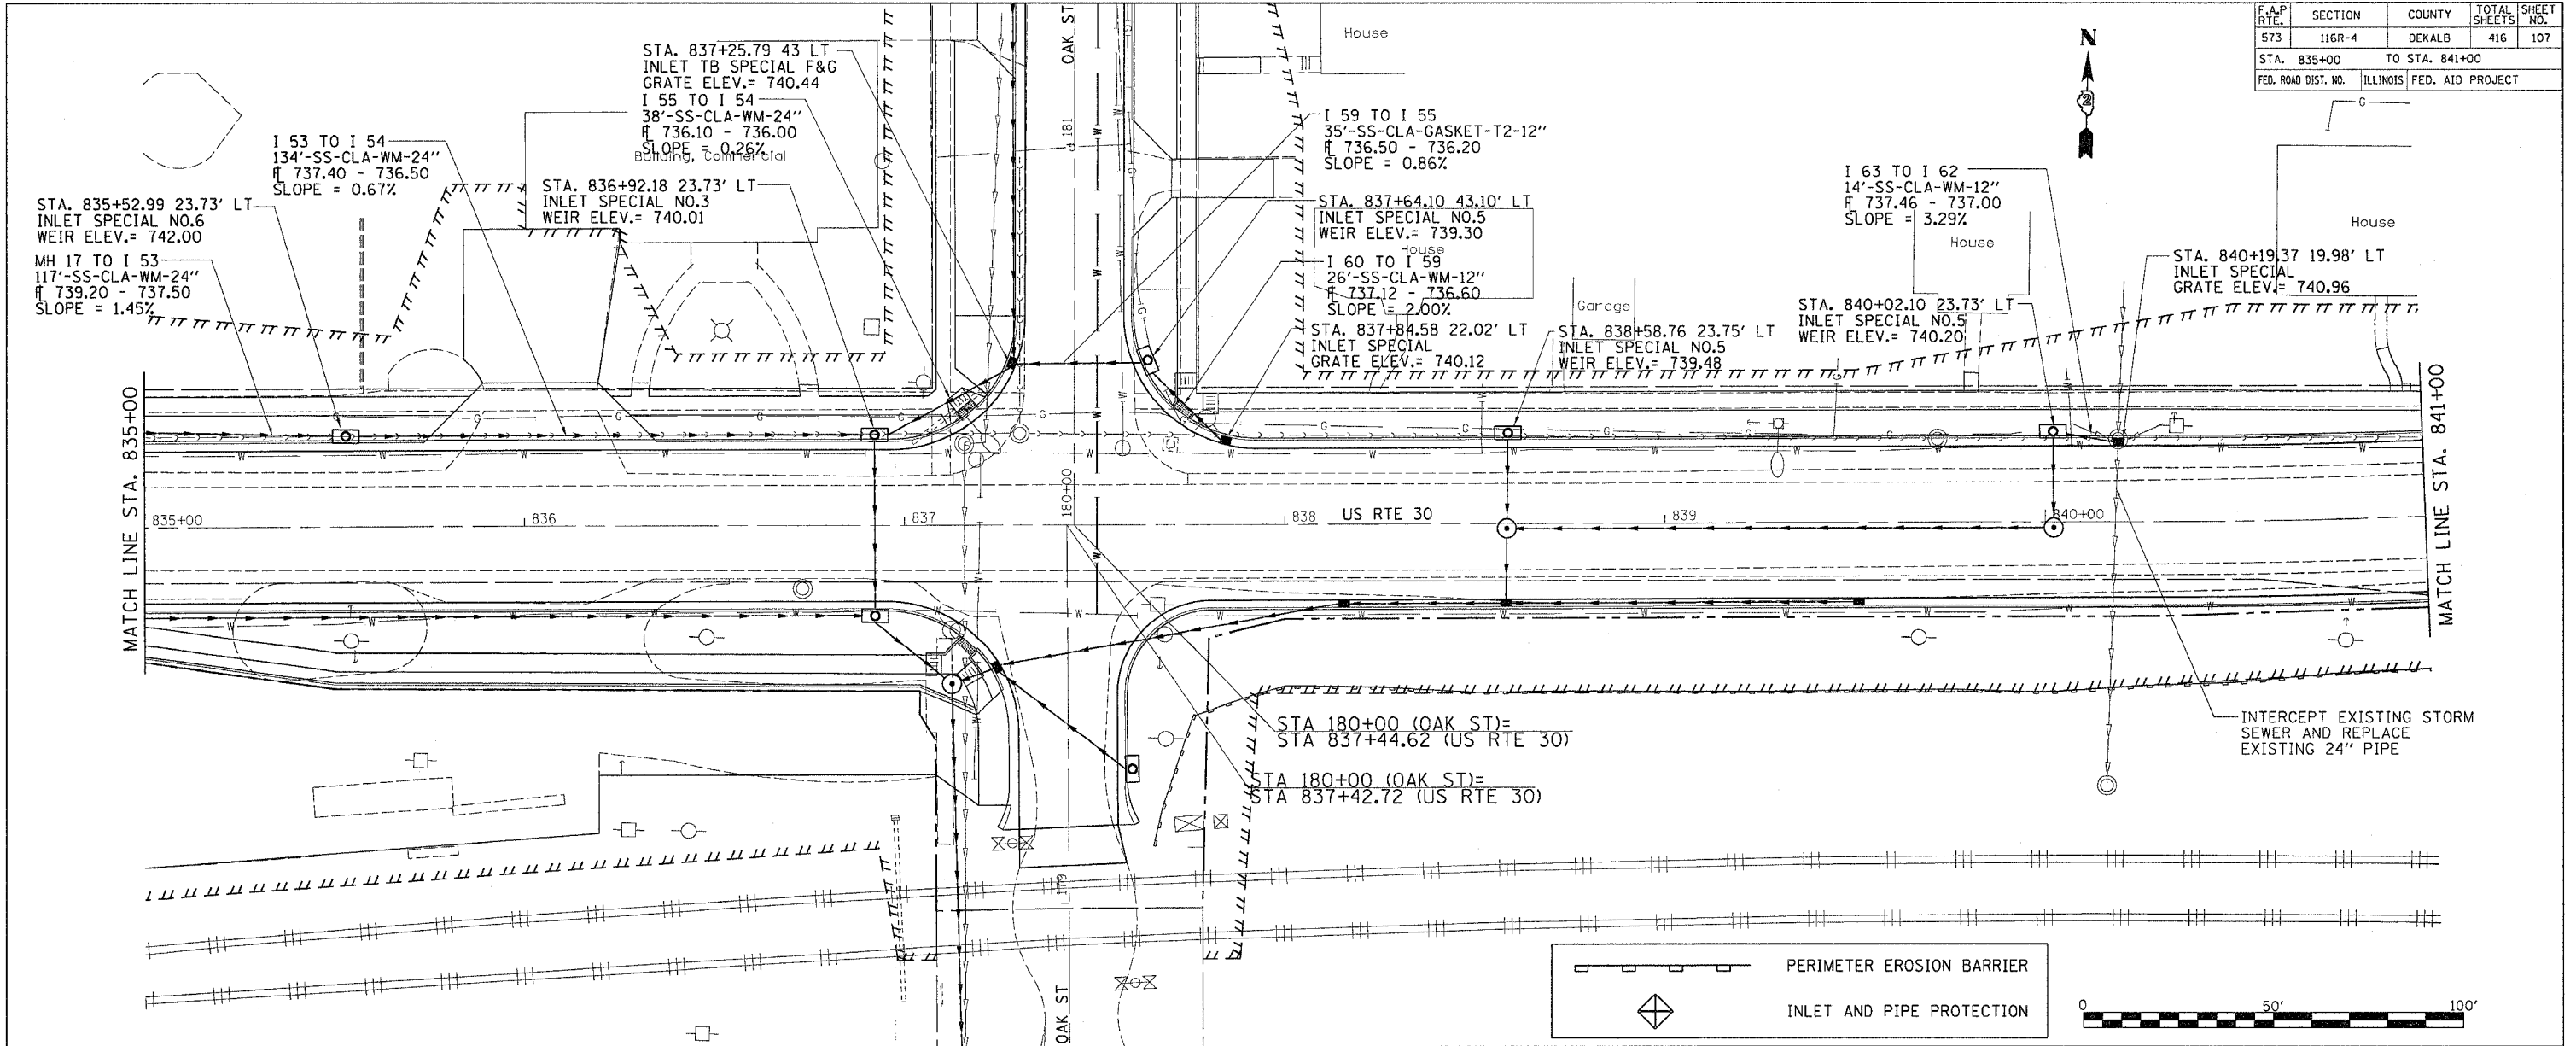 F.A.P RTE. SECTION COUNTY TOTAL SHEETS SHEET NO.
573 116R-4 DEKALB 416 107
STA. 835+00 TO STA. 841+00
FED. ROAD DIST. NO. ILLINOIS FED. AID PROJECT
N
2
OAK ST
House
STA. 837+25.79 43 LT
INLET TB SPECIAL F&G
GRATE ELEV.= 740.44
I 55 TO I 54
38'-SS-CLA-WM-24"
FL 736.10 - 736.00
SLOPE = 0.26%
Building, Commercial
I 53 TO I 54
134'-SS-CLA-WM-24"
FL 737.40 - 736.50
SLOPE = 0.67%
STA. 836+92.18 23.73' LT
INLET SPECIAL NO.3
WEIR ELEV.= 740.01
STA. 835+52.99 23.73' LT
INLET SPECIAL NO.6
WEIR ELEV.= 742.00
MH 17 TO I 53
117'-SS-CLA-WM-24"
FL 739.20 - 737.50
SLOPE = 1.45%
181
I 59 TO I 55
35'-SS-CLA-GASKET-T2-12"
FL 736.50 - 736.20
SLOPE = 0.86%
STA. 837+64.10 43.10' LT
INLET SPECIAL NO.5
WEIR ELEV.= 739.30
House
I 60 TO I 59
26'-SS-CLA-WM-12"
FL 737.12 - 736.60
SLOPE = 2.00%
STA. 837+84.58 22.02' LT
INLET SPECIAL
GRATE ELEV.= 740.12
Garage
STA. 838+58.76 23.75' LT
INLET SPECIAL NO.5
WEIR ELEV.= 739.48
I 63 TO I 62
14'-SS-CLA-WM-12"
FL 737.46 - 737.00
SLOPE = 3.29%
House
STA. 840+02.10 23.73' LT
INLET SPECIAL NO.5
WEIR ELEV.= 740.20
House
STA. 840+19.37 19.98' LT
INLET SPECIAL
GRATE ELEV.= 740.96
MATCH LINE STA. 835+00
MATCH LINE STA. 841+00
835+00
836
837
180+00
838
US RTE 30
839
840+00
STA 180+00 (OAK ST)=
STA 837+44.62 (US RTE 30)
STA 180+00 (OAK ST)=
STA 837+42.72 (US RTE 30)
INTERCEPT EXISTING STORM
SEWER AND REPLACE
EXISTING 24" PIPE
179
OAK ST
PERIMETER EROSION BARRIER
INLET AND PIPE PROTECTION
0 50' 100'